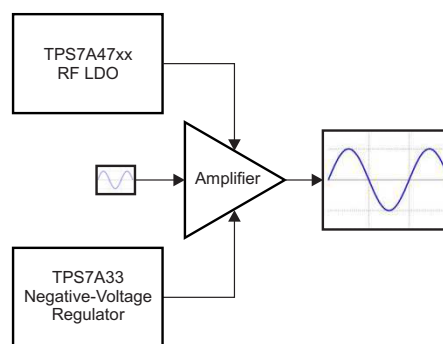 TPS7A47xx
RF LDO
Amplifier
TPS7A33
Negative-Voltage
Regulator